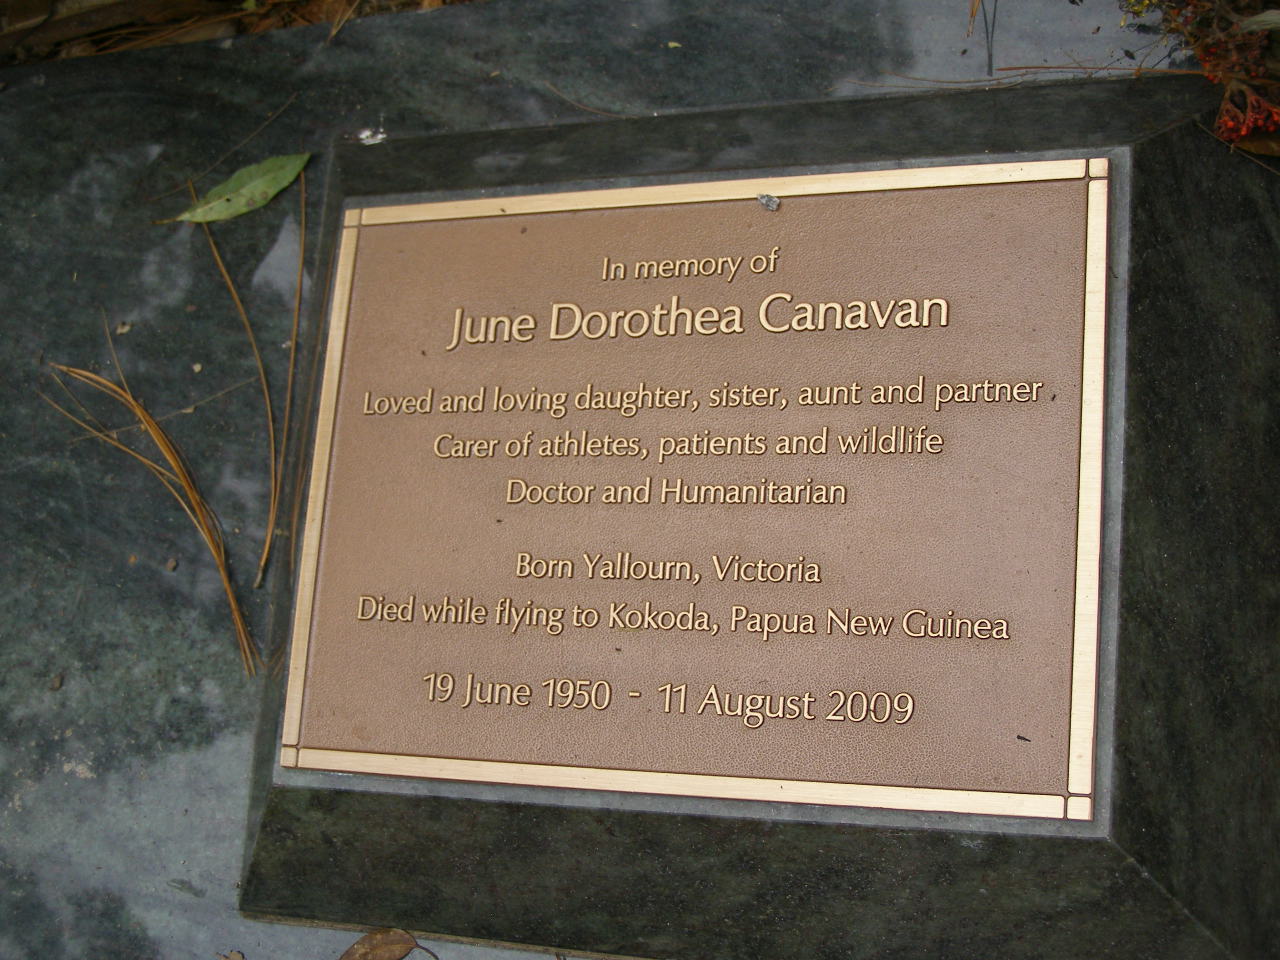 In memory of
June Dorothea Canavan
Loved and loving daughter, sister, aunt and partner
Carer of athletes, patients and wildlife
Doctor and Humanitarian
Born Yallourn, Victoria
Died while flying to Kokoda, Papua New Guinea
19 June 1950 - 11 August 2009